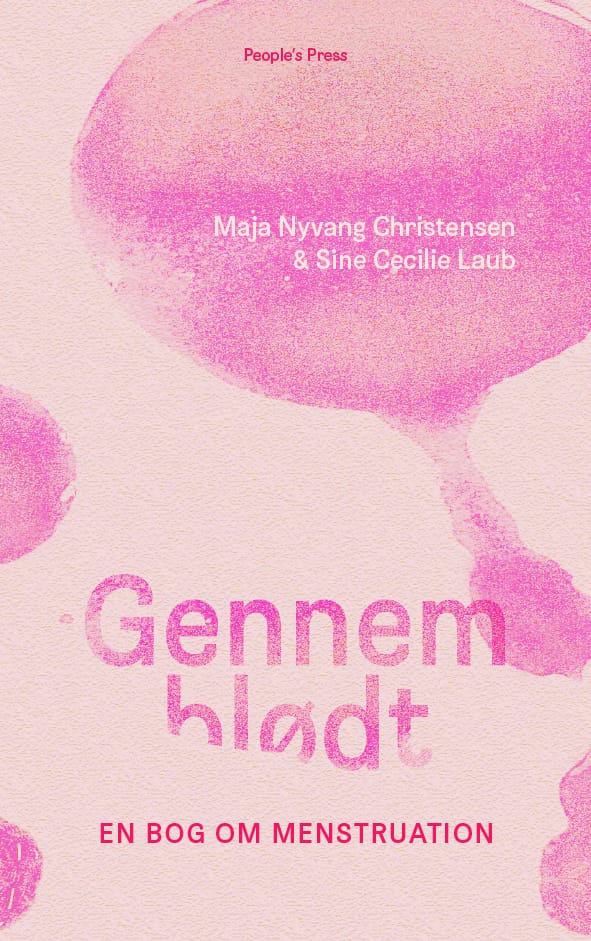 People's Press
Maja Nyvang Christensen
& Sine Cecilie Laub
Gennem
blødt
EN BOG OM MENSTRUATION